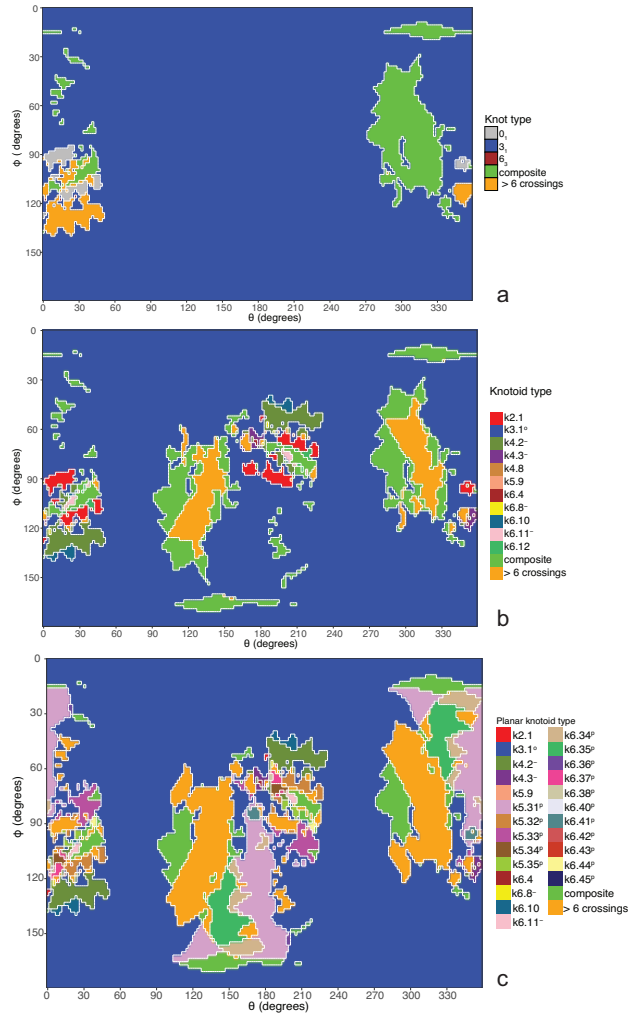 0
30
60
90
120
150
Φ ( degrees)
0 30 60 90 120 150 180 210 240 270 300 330
θ (degrees)
Knot type
0₁
3₁
6₃
composite
> 6 crossings
a
0
30
60
90
120
150
Φ (degrees)
0 30 60 90 120 150 180 210 240 270 300 330
θ (degrees)
Knotoid type
k2.1
k3.1ᵒ
k4.2⁻
k4.3⁻
k4.8
k5.9
k6.4
k6.8⁻
k6.10
k6.11⁻
k6.12
composite
> 6 crossings
b
0
30
60
90
120
150
Φ (degrees)
0 30 60 90 120 150 180 210 240 270 300 330 360
θ (degrees)
Planar knotoid type
k2.1
k3.1ᵒ
k4.2⁻
k4.3⁻
k5.9
k5.31ᵖ
k5.32ᵖ
k5.33ᵖ
k5.34ᵖ
k5.35ᵖ
k6.4
k6.8⁻
k6.10
k6.11⁻
k6.34ᵖ
k6.35ᵖ
k6.36ᵖ
k6.37ᵖ
k6.38ᵖ
k6.40ᵖ
k6.41ᵖ
k6.42ᵖ
k6.43ᵖ
k6.44ᵖ
k6.45ᵖ
composite
> 6 crossings
c